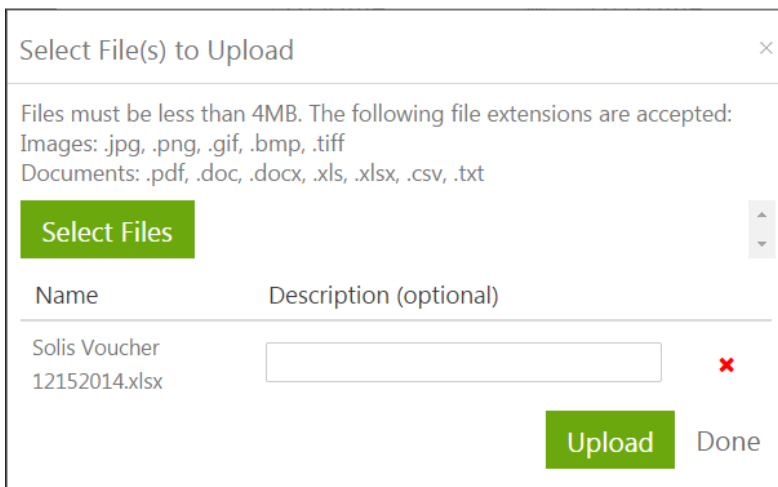 Select File(s) to Upload
Files must be less than 4MB. The following file extensions are accepted:
Images: .jpg, .png, .gif, .bmp, .tiff
Documents: .pdf, .doc, .docx, .xls, .xlsx, .csv, .txt
Select Files
Name Description (optional)
Solis Voucher
12152014.xlsx
Upload Done